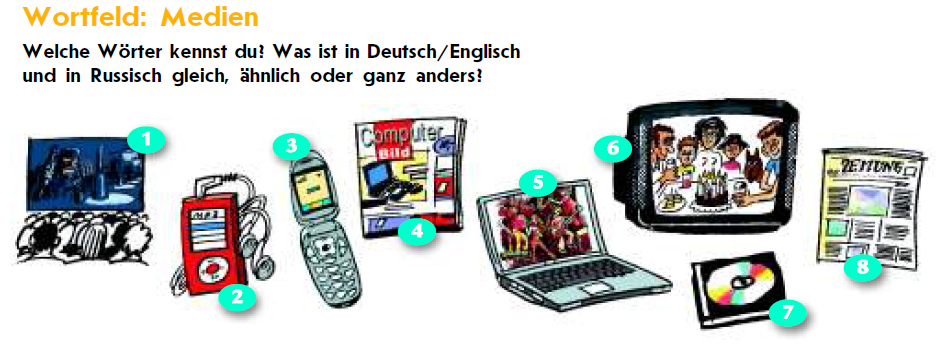 Wortfeld: Medien
Welche Wörter kennst du? Was ist in Deutsch/Englisch
und in Russisch gleich, ähnlich oder ganz anders?
1
2
MP3
3
Computer
Bild
4
5
6
7
ZEITUNG
8